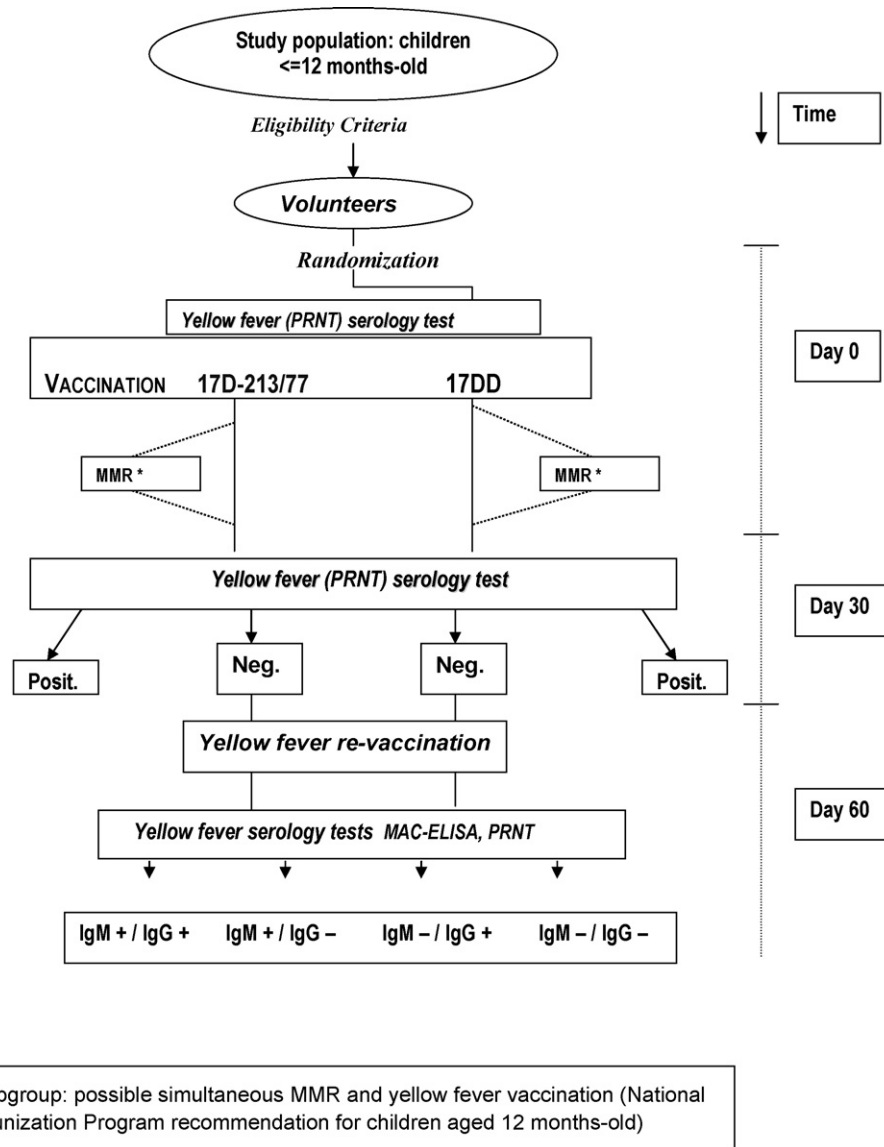 Study population: children
<=12 months-old
Time
Eligibility Criteria
Volunteers
Randomization
Yellow fever (PRNT) serology test
Day 0
VACCINATION 17D-213/77 17DD
MMR * MMR *
Yellow fever (PRNT) serology test
Day 30
Neg. Neg.
Posit. Posit.
Yellow fever re-vaccination
Day 60
Yellow fever serology tests MAC-ELISA, PRNT
IgM + / IgG + IgM + / IgG – IgM – / IgG + IgM – / IgG –
group: possible simultaneous MMR and yellow fever vaccination (National
unization Program recommendation for children aged 12 months-old)